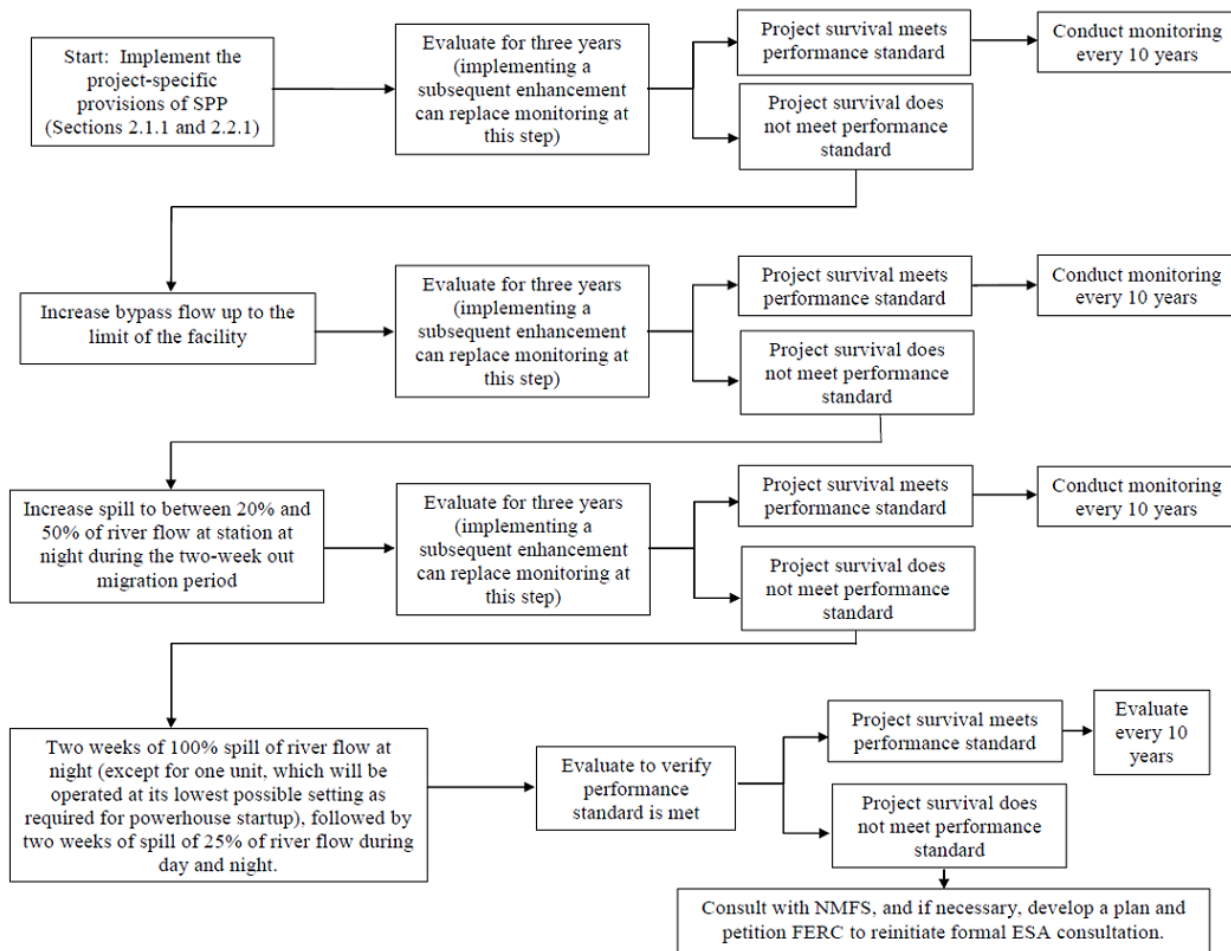 Start:  Implement the
project-specific
provisions of SPP
(Sections 2.1.1 and 2.2.1)
Evaluate for three years
(implementing a
subsequent enhancement
can replace monitoring at
this step)
Project survival meets
performance standard
Conduct monitoring
every 10 years
Project survival does
not meet performance
standard
Increase bypass flow up to the
limit of the facility
Evaluate for three years
(implementing a
subsequent enhancement
can replace monitoring at
this step)
Project survival meets
performance standard
Conduct monitoring
every 10 years
Project survival does
not meet performance
standard
Increase spill to between 20% and
50% of river flow at station at
night during the two-week out
migration period
Evaluate for three years
(implementing a
subsequent enhancement
can replace monitoring at
this step)
Project survival meets
performance standard
Conduct monitoring
every 10 years
Project survival does
not meet performance
standard
Two weeks of 100% spill of river flow at
night (except for one unit, which will be
operated at its lowest possible setting as
required for powerhouse startup), followed by
two weeks of spill of 25% of river flow during
day and night.
Evaluate to verify
performance
standard is met
Project survival meets
performance standard
Evaluate
every 10
years
Project survival does
not meet performance
standard
Consult with NMFS, and if necessary, develop a plan and
petition FERC to reinitiate formal ESA consultation.